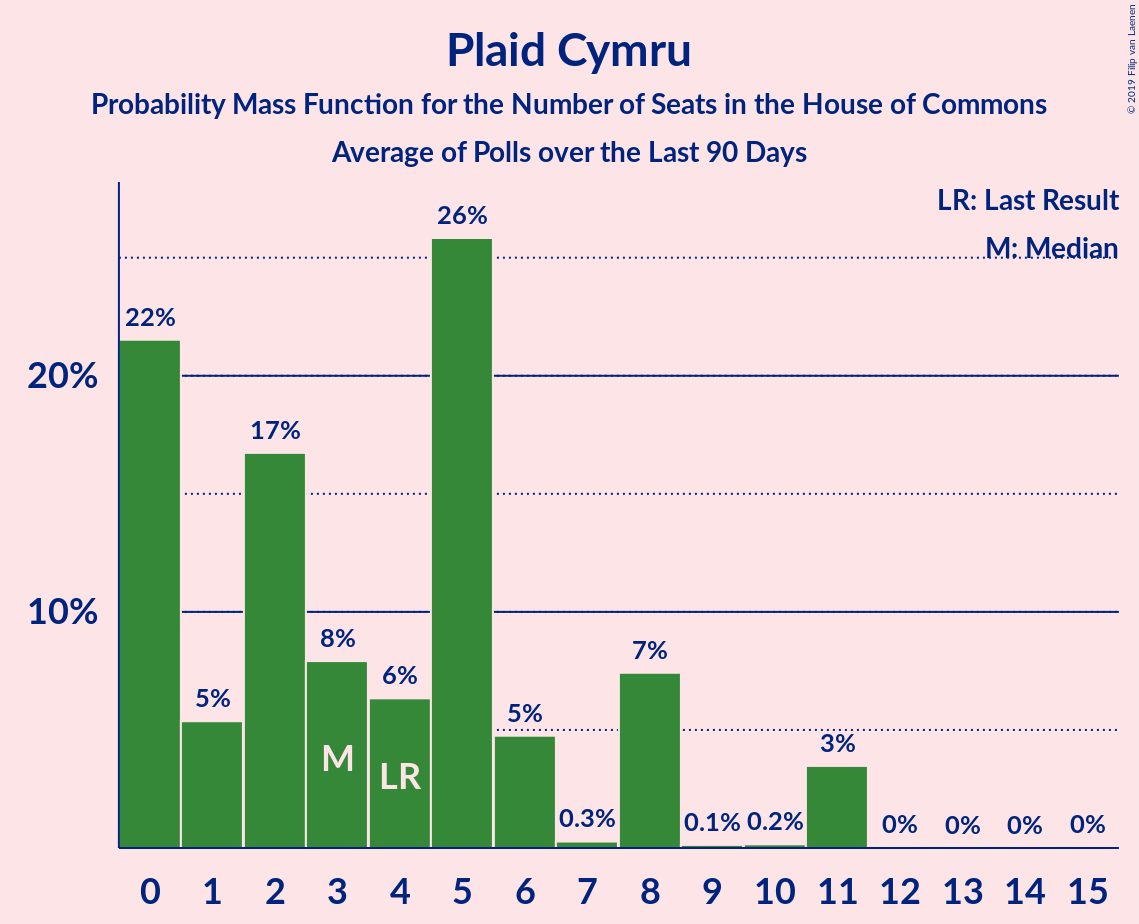 Plaid Cymru
Probability Mass Function for the Number of Seats in the House of Commons
Average of Polls over the Last 90 Days
© 2019 Filip van Laenen
LR: Last Result
M: Median
20%
10%
22%
5%
17%
8%
6%
26%
5%
0.3%
7%
0.1%
0.2%
3%
0%
0%
0%
0%
M
LR
0 1 2 3 4 5 6 7 8 9 10 11 12 13 14 15